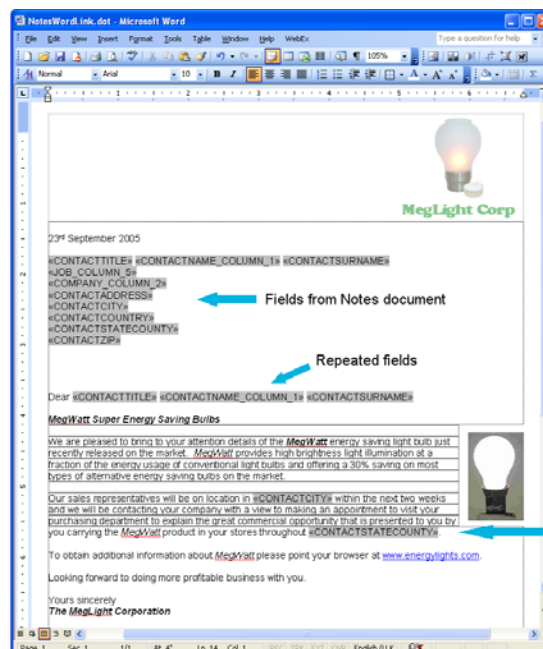 NotesWordLink.dot - Microsoft Word
File Edit View Insert Format Tools Table Window Help WebEx Type a question for help
105%
Normal Arial 10 B I
MegLight Corp
23rd September 2005
«CONTACTTITLE» «CONTACTNAME_COLUMN_1» «CONTACTSURNAME»
«JOB_COLUMN_5»
«COMPANY_COLUMN_2»
«CONTACTADDRESS»
«CONTACTCITY»
«CONTACTCOUNTRY»
«CONTACTSTATECOUNTY»
«CONTACTZIP»
Fields from Notes document
Repeated fields
Dear «CONTACTTITLE» «CONTACTNAME_COLUMN_1» «CONTACTSURNAME»
MegWatt Super Energy Saving Bulbs
We are pleased to bring to your attention details of the MegWatt energy saving light bulb just
recently released on the market. MegWatt provides high brightness light illumination at a
fraction of the energy usage of conventional light bulbs and offering a 30% saving on most
types of alternative energy saving bulbs on the market.
Our sales representatives will be on location in «CONTACTCITY» within the next two weeks
and we will be contacting your company with a view to making an appointment to visit your
purchasing department to explain the great commercial opportunity that is presented to you by
you carrying the MegWatt product in your stores throughout «CONTACTSTATECOUNTY».
To obtain additional information about MegWatt please point your browser at www.energylights.com.
Looking forward to doing more profitable business with you.
Yours sincerely
The MegLight Corporation
Page 1 Sec 1 1/1 At 4" Ln 14 Col 1 REC TRK EXT OVR English (U.K